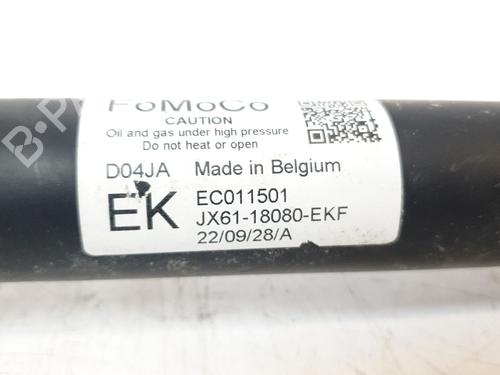 FoMoCo
CAUTION
Oil and gas under high pressure
Do not heat or open
D04JA Made in Belgium
EK
EC011501
JX61-18080-EKF
22/09/28/A